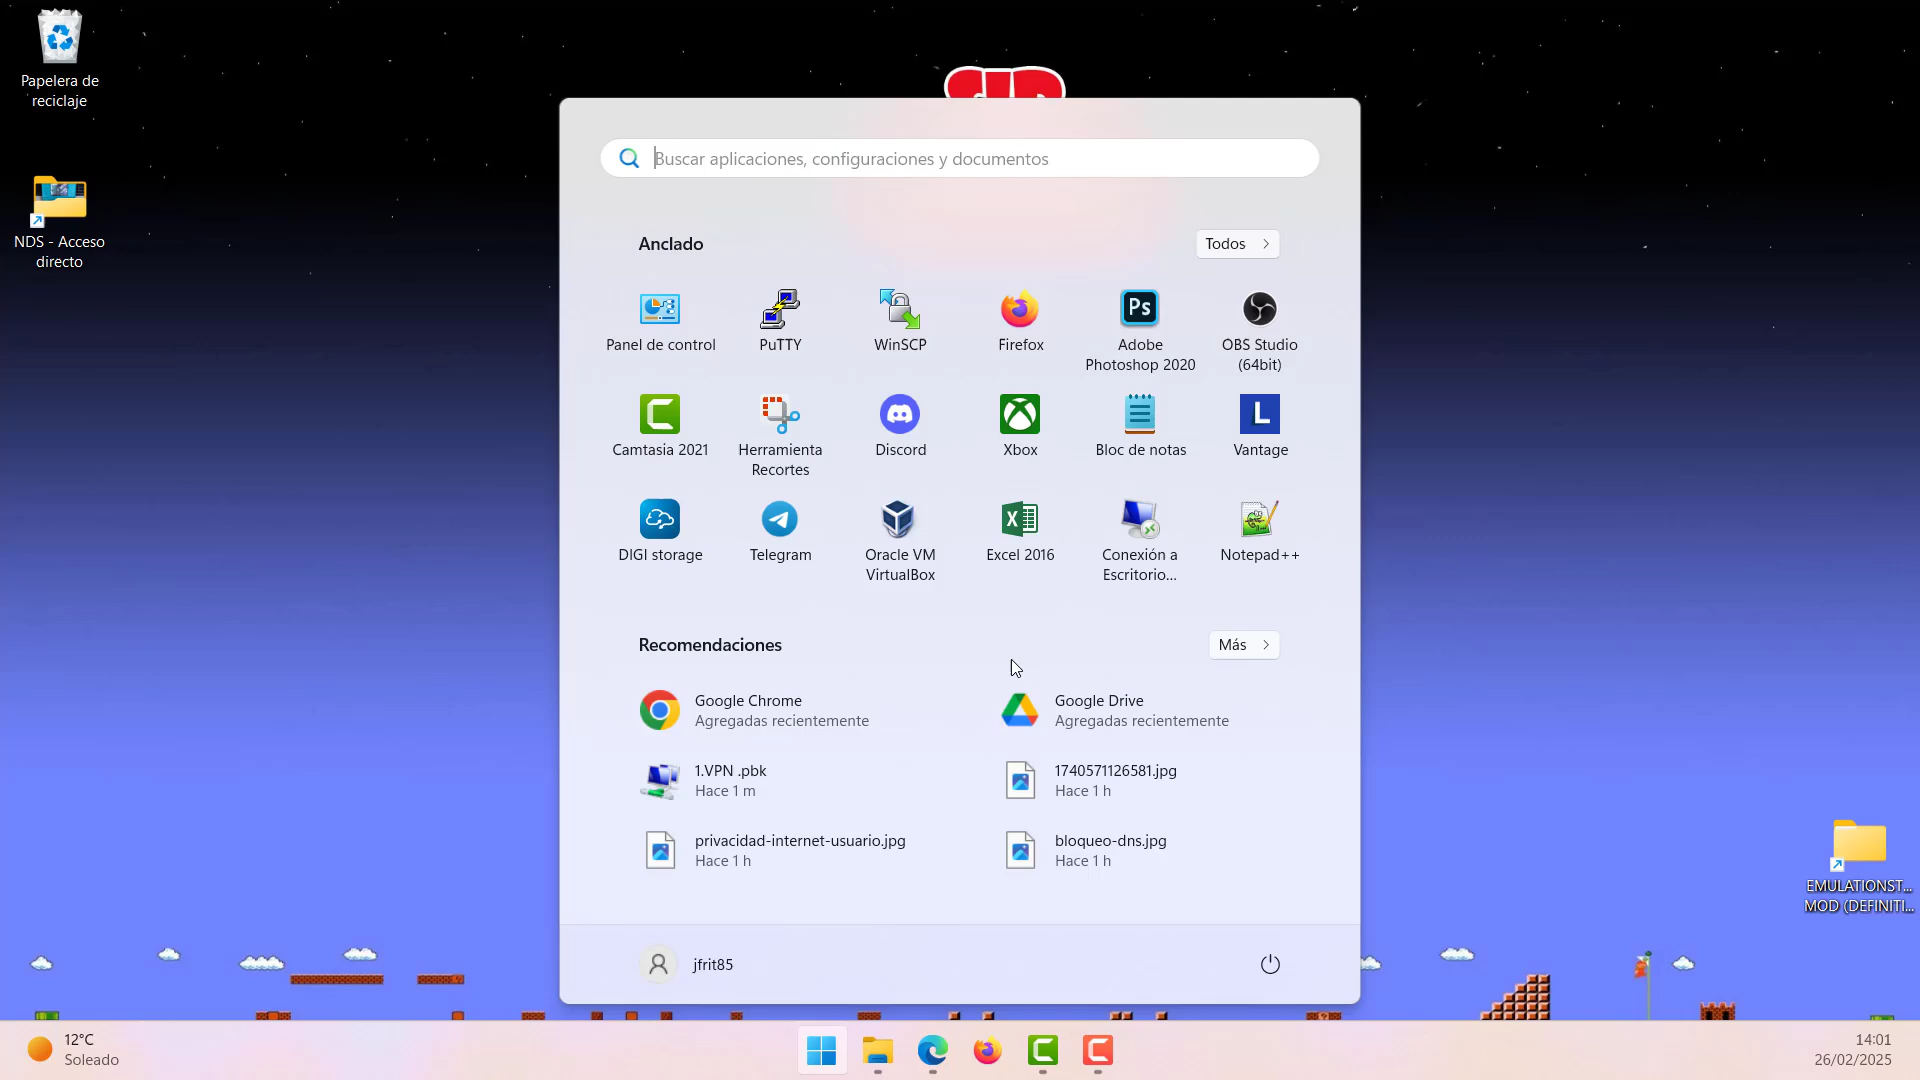 Papelera de
reciclaje
NDS - Acceso
directo
Buscar aplicaciones, configuraciones y documentos
Anclado
Todos
Panel de control
PuTTY
WinSCP
Firefox
Ps
Adobe
Photoshop 2020
OBS Studio
(64bit)
Camtasia 2021
Herramienta
Recortes
Discord
Xbox
Bloc de notas
L
Vantage
DIGI storage
Telegram
Oracle VM
VirtualBox
Excel 2016
Conexión a
Escritorio...
Notepad++
Recomendaciones
Más
Google Chrome
Agregadas recientemente
Google Drive
Agregadas recientemente
1.VPN .pbk
Hace 1 m
1740571126581.jpg
Hace 1 h
privacidad-internet-usuario.jpg
Hace 1 h
bloqueo-dns.jpg
Hace 1 h
EMULATIONST...
MOD (DEFINITI...
jfrit85
12°C
Soleado
14:01
26/02/2025